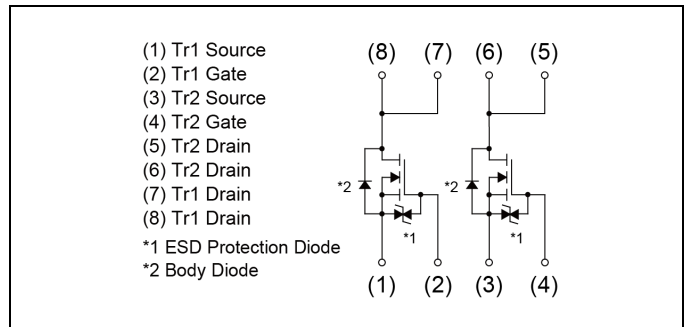 (1) Tr1 Source
(2) Tr1 Gate
(3) Tr2 Source
(4) Tr2 Gate
(5) Tr2 Drain
(6) Tr2 Drain
(7) Tr1 Drain
(8) Tr1 Drain
*1 ESD Protection Diode
*2 Body Diode
(8) (7) (6) (5)
*2 *2
*1 *1
(1) (2) (3) (4)